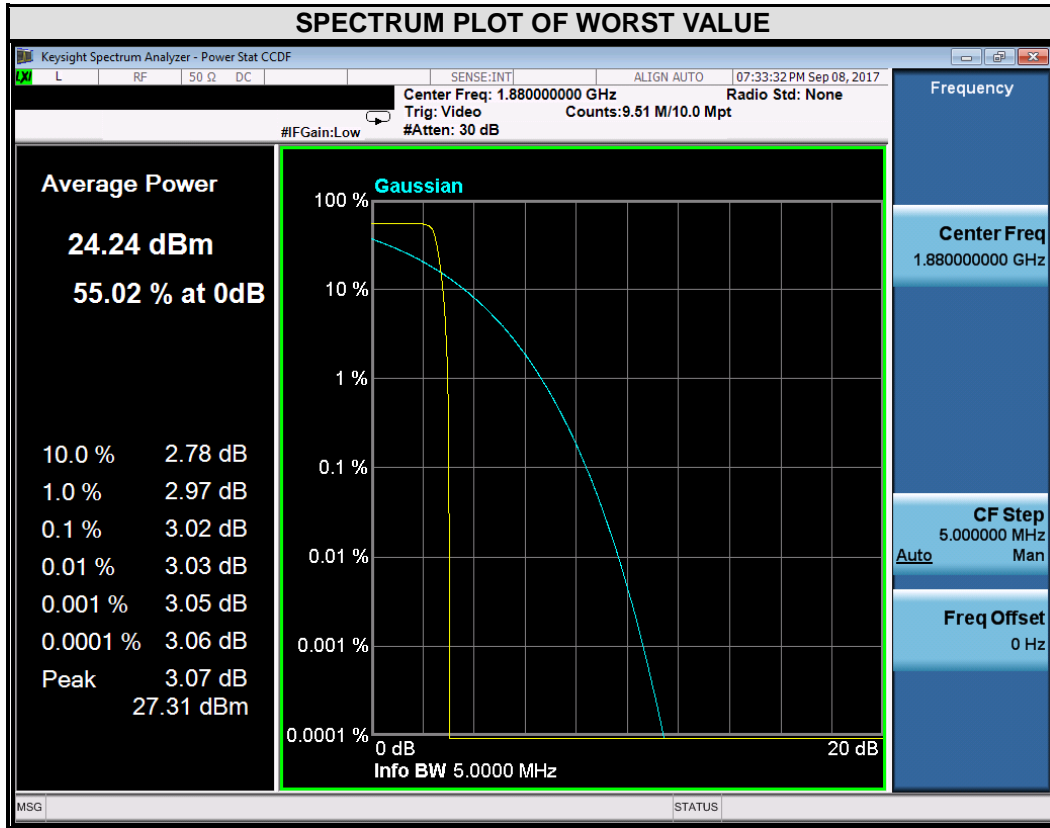 SPECTRUM PLOT OF WORST VALUE
Keysight Spectrum Analyzer - Power Stat CCDF
LXI L RF 50 Ω DC SENSE:INT ALIGN AUTO 07:33:32 PM Sep 08, 2017
Center Freq: 1.880000000 GHz Radio Std: None
Trig: Video Counts:9.51 M/10.0 Mpt
#IFGain:Low #Atten: 30 dB
Frequency
Average Power
24.24 dBm
55.02 % at 0dB
10.0 % 2.78 dB
1.0 % 2.97 dB
0.1 % 3.02 dB
0.01 % 3.03 dB
0.001 % 3.05 dB
0.0001 % 3.06 dB
Peak 3.07 dB
27.31 dBm
Gaussian
100 %
10 %
1 %
0.1 %
0.01 %
0.001 %
0.0001 %
0 dB 20 dB
Info BW 5.0000 MHz
Center Freq
1.880000000 GHz
CF Step
5.000000 MHz
Auto Man
Freq Offset
0 Hz
MSG STATUS